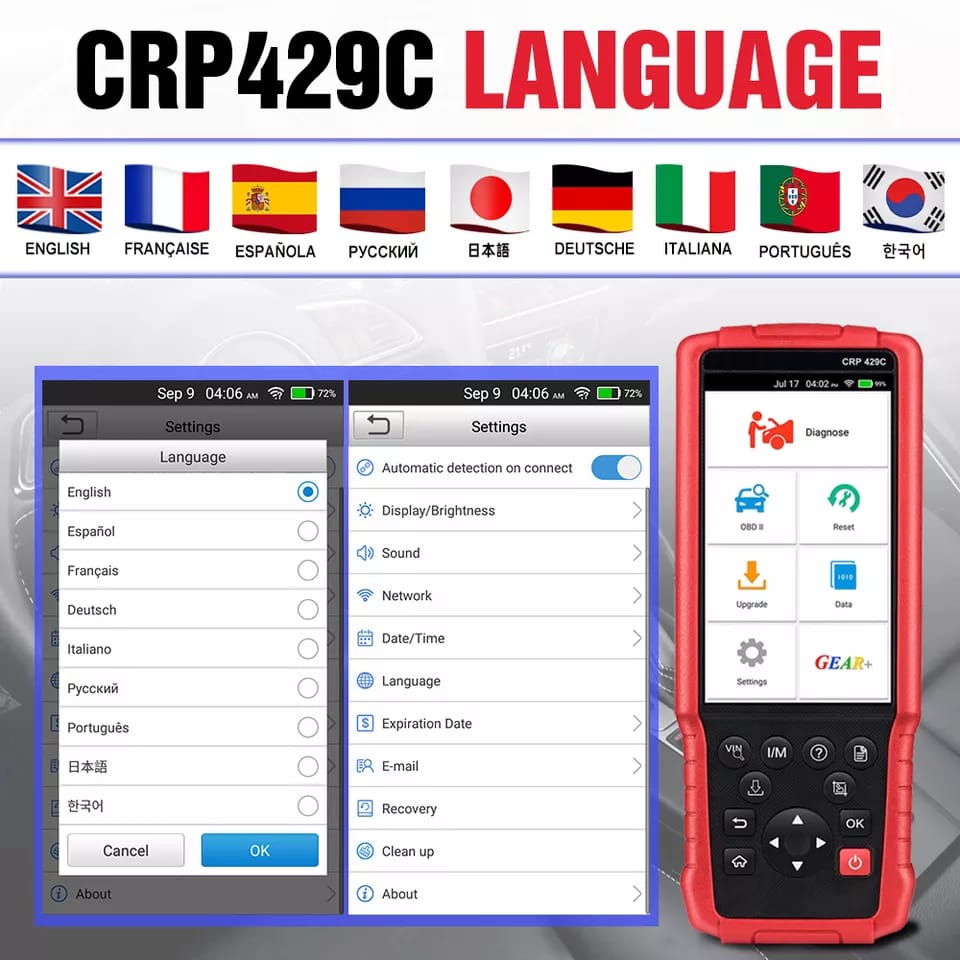 CRP429C LANGUAGE
ENGLISH
FRANÇAISE
ESPAÑOLA
РУССКИЙ
日本語
DEUTSCHE
ITALIANA
PORTUGUÊS
한국어
Sep 9 04:06 AM 72%
Settings
Language
English
Español
Français
Deutsch
Italiano
Русский
Português
日本語
한국어
Cancel OK
About
Sep 9 04:06 AM 72%
Settings
Automatic detection on connect
Display/Brightness
Sound
Network
Date/Time
Language
Expiration Date
E-mail
Recovery
Clean up
About
CRP 429C
Jul 17 04:02 PM 99%
Diagnose
OBD II
Reset
Upgrade
1010
Data
Settings
GEAR+
VIN
I/M
?
OK